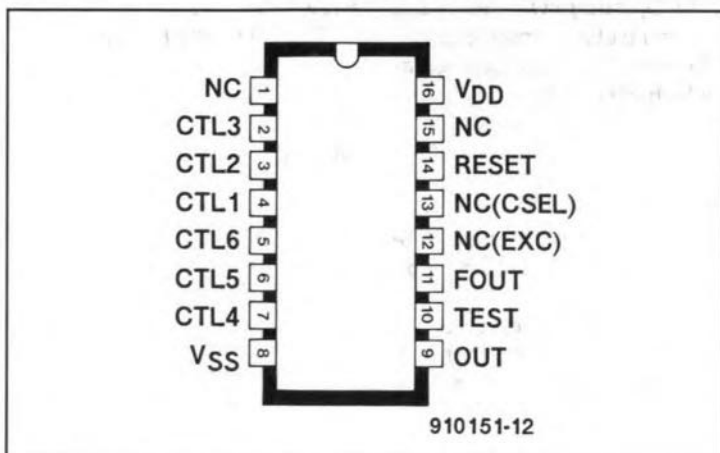 NC 1 16 VDD
CTL3 2 15 NC
CTL2 3 14 RESET
CTL1 4 13 NC(CSEL)
CTL6 5 12 NC(EXC)
CTL5 6 11 FOUT
CTL4 7 10 TEST
VSS 8 9 OUT
910151-12